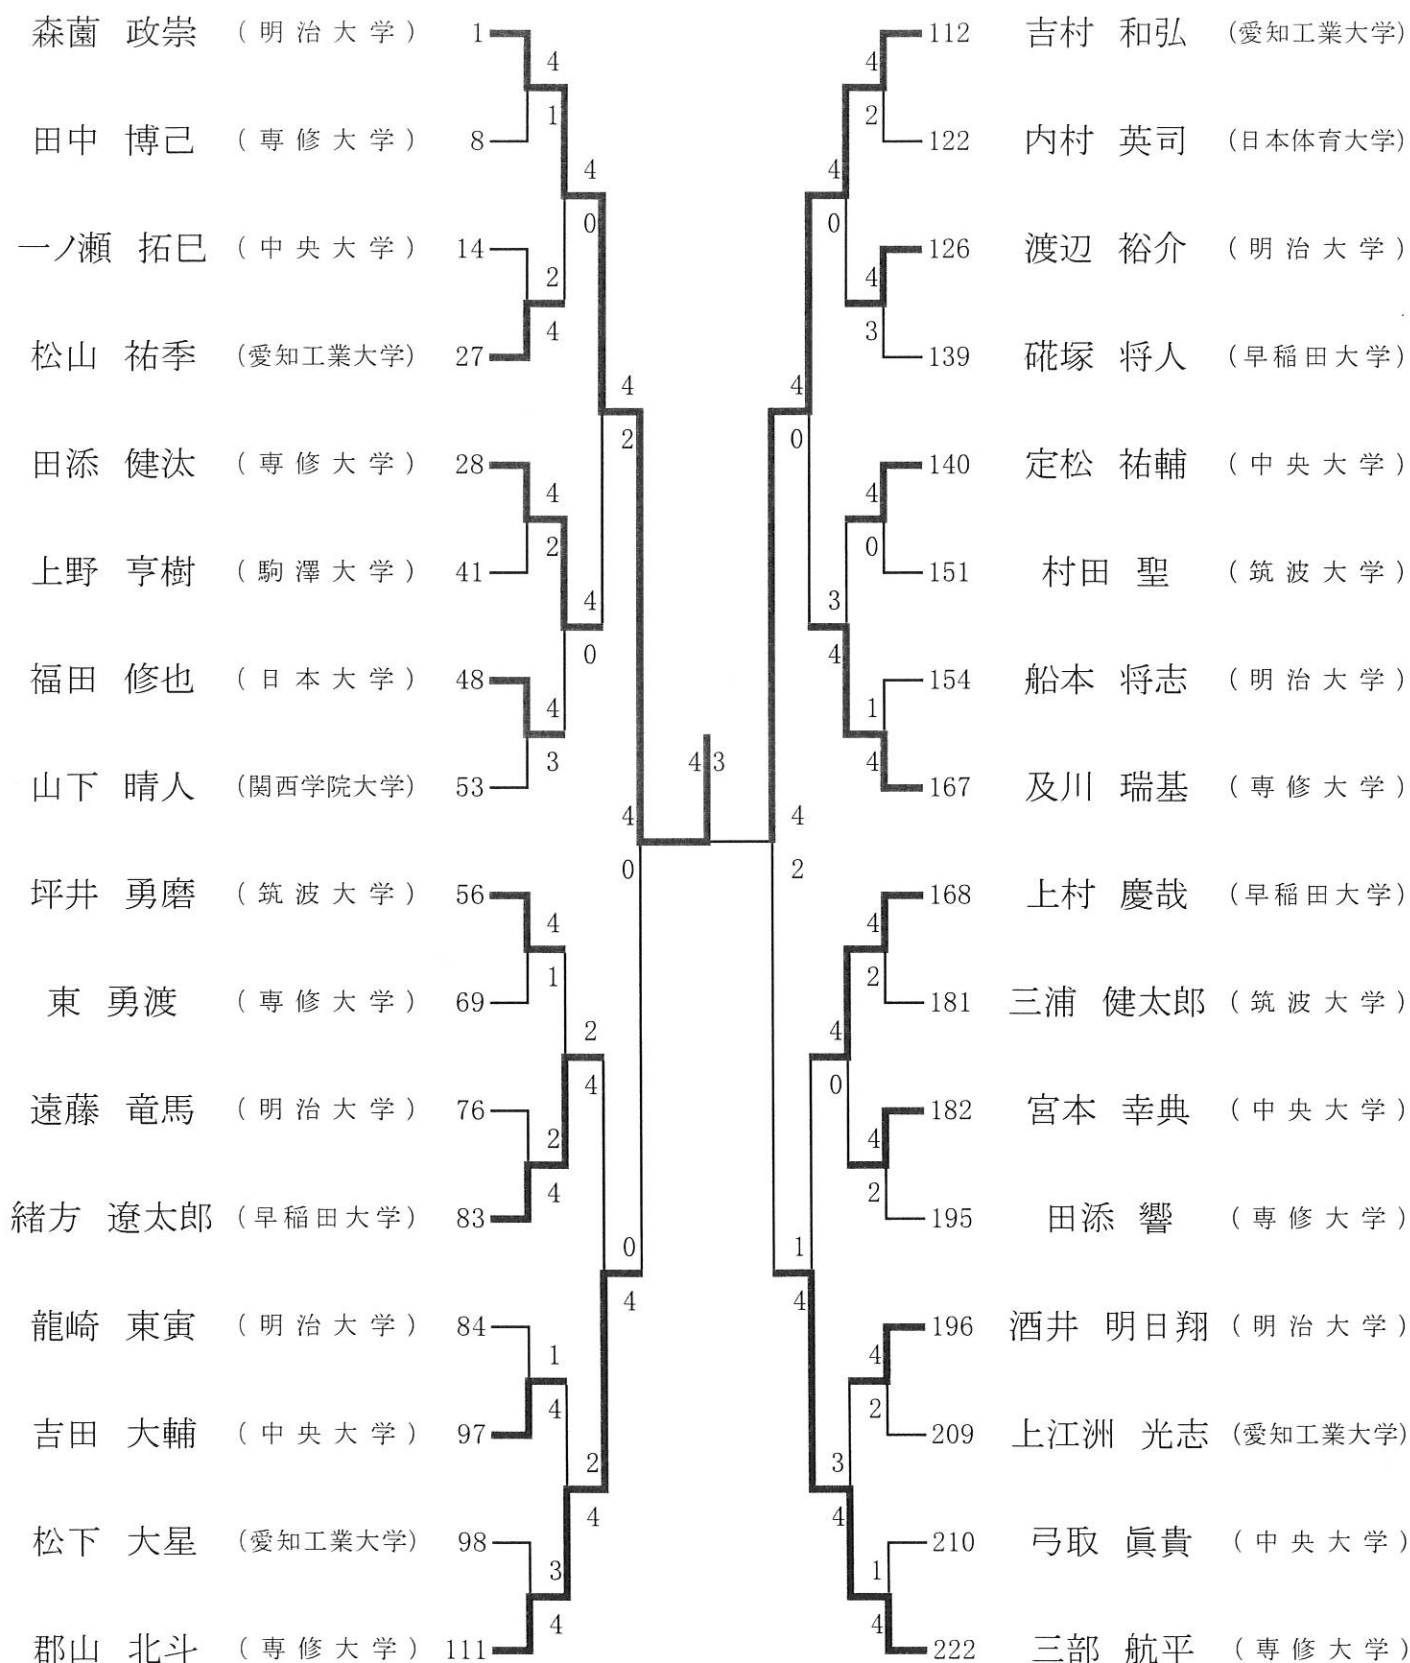 森薗 政崇 (明治大学) 1
田中 博己 (専修大学) 8
一ノ瀬 拓巳 (中央大学) 14
松山 祐季 (愛知工業大学) 27
田添 健汰 (専修大学) 28
上野 亨樹 (駒澤大学) 41
福田 修也 (日本大学) 48
山下 晴人 (関西学院大学) 53
坪井 勇磨 (筑波大学) 56
東 勇渡 (専修大学) 69
遠藤 竜馬 (明治大学) 76
緒方 遼太郎 (早稲田大学) 83
龍崎 東寅 (明治大学) 84
吉田 大輔 (中央大学) 97
松下 大星 (愛知工業大学) 98
郡山 北斗 (専修大学) 111
4
1
2
4
4
2
4
3
4
1
2
4
1
4
3
4
4
0
4
0
2
4
2
4
4
2
0
4
4
0
4 3
4
2
4
0
1
4
4
0
3
4
4
0
3
4
4
2
4
3
4
0
1
4
4
2
4
2
4
2
1
4
112 吉村 和弘 (愛知工業大学)
122 内村 英司 (日本体育大学)
126 渡辺 裕介 (明治大学)
139 硴塚 将人 (早稲田大学)
140 定松 祐輔 (中央大学)
151 村田 聖 (筑波大学)
154 船本 将志 (明治大学)
167 及川 瑞基 (専修大学)
168 上村 慶哉 (早稲田大学)
181 三浦 健太郎 (筑波大学)
182 宮本 幸典 (中央大学)
195 田添 響 (専修大学)
196 酒井 明日翔 (明治大学)
209 上江洲 光志 (愛知工業大学)
210 弓取 眞貴 (中央大学)
222 三部 航平 (専修大学)